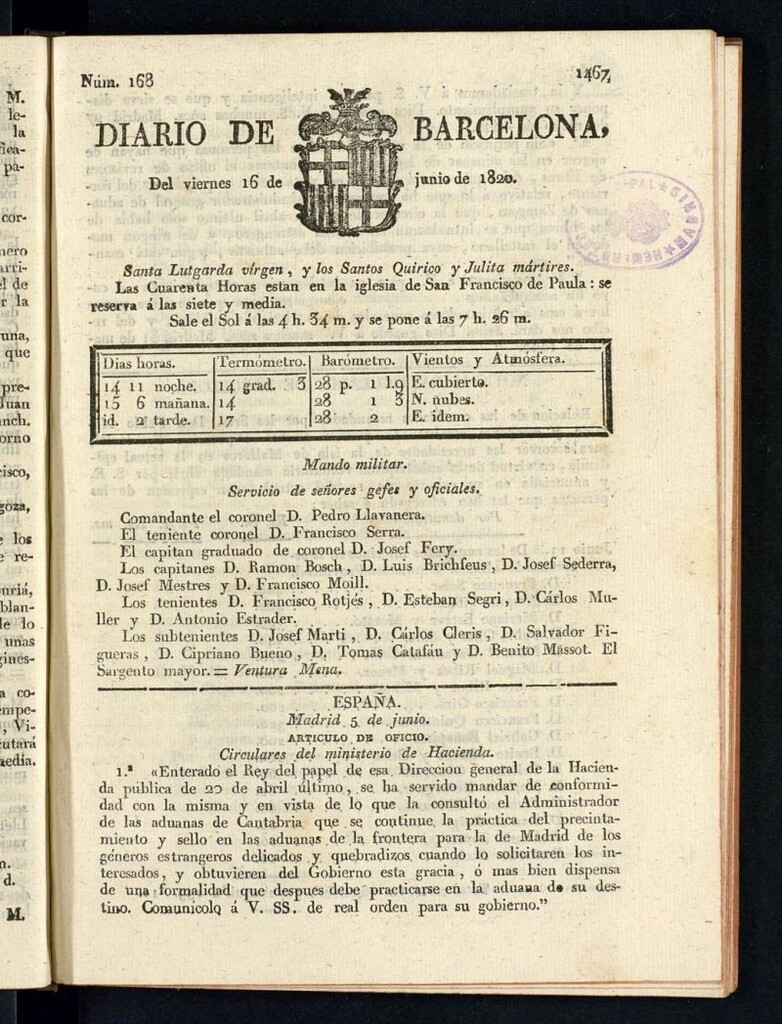 Núm. 168
1467
DIARIO DE BARCELONA,
Del viernes 16 de junio de 1820.
Santa Lutgarda vírgen, y los Santos Quirico y Julita mártires.
Las Cuarenta Horas estan en la iglesia de San Francisco de Paula: se
reserva á las siete y media.
Sale el Sol á las 4 h. 34 m. y se pone á las 7 h. 26 m.
Dias horas. Termómetro. Barómetro. Vientos y Atmósfera.
14 11 noche. 14 grad. 3 28 p. 1 l.9 E. cubierto.
15 6 mañana. 14 28 1 3 N. nubes.
id. 2 tarde. 17 28 2 E. idem.
Mando militar.
Servicio de señores gefes y oficiales.
Comandante el coronel D. Pedro Llavanera.
El teniente coronel D. Francisco Serra.
El capitan graduado de coronel D. Josef Fery.
Los capitanes D. Ramon Bosch, D. Luis Brichfeus, D. Josef Sederra,
D. Josef Mestres y D. Francisco Moill.
Los tenientes D. Francisco Rotjés, D. Esteban Segri, D. Cárlos Mu-
ller y D. Antonio Estrader.
Los subtenientes D. Josef Marti, D. Cárlos Cleris, D. Salvador Fi-
gueras, D. Cipriano Bueno, D. Tomas Catafáu y D. Benito Massot. El
Sargento mayor. = Ventura Mena.
ESPAÑA.
Madrid 5 de junio.
ARTICULO DE OFICIO.
Circulares del ministerio de Hacienda.
1.ª «Enterado el Rey del papel de esa Direccion general de la Hacien-
da pública de 20 de abril último, se ha servido mandar de conformi-
dad con la misma y en vista de lo que la consultó el Administrador
de las aduanas de Cantabria que se continue la práctica del precinta-
miento y sello en las aduanas de la frontera para la de Madrid de los
géneros estrangeros delicados y quebradizos cuando lo solicitaren los in-
teresados, y obtuvieren del Gobierno esta gracia, ó mas bien dispensa
de una formalidad que despues debe practicarse en la aduana de su des-
tino. Comunicolo á V. SS. de real orden para su gobierno.”